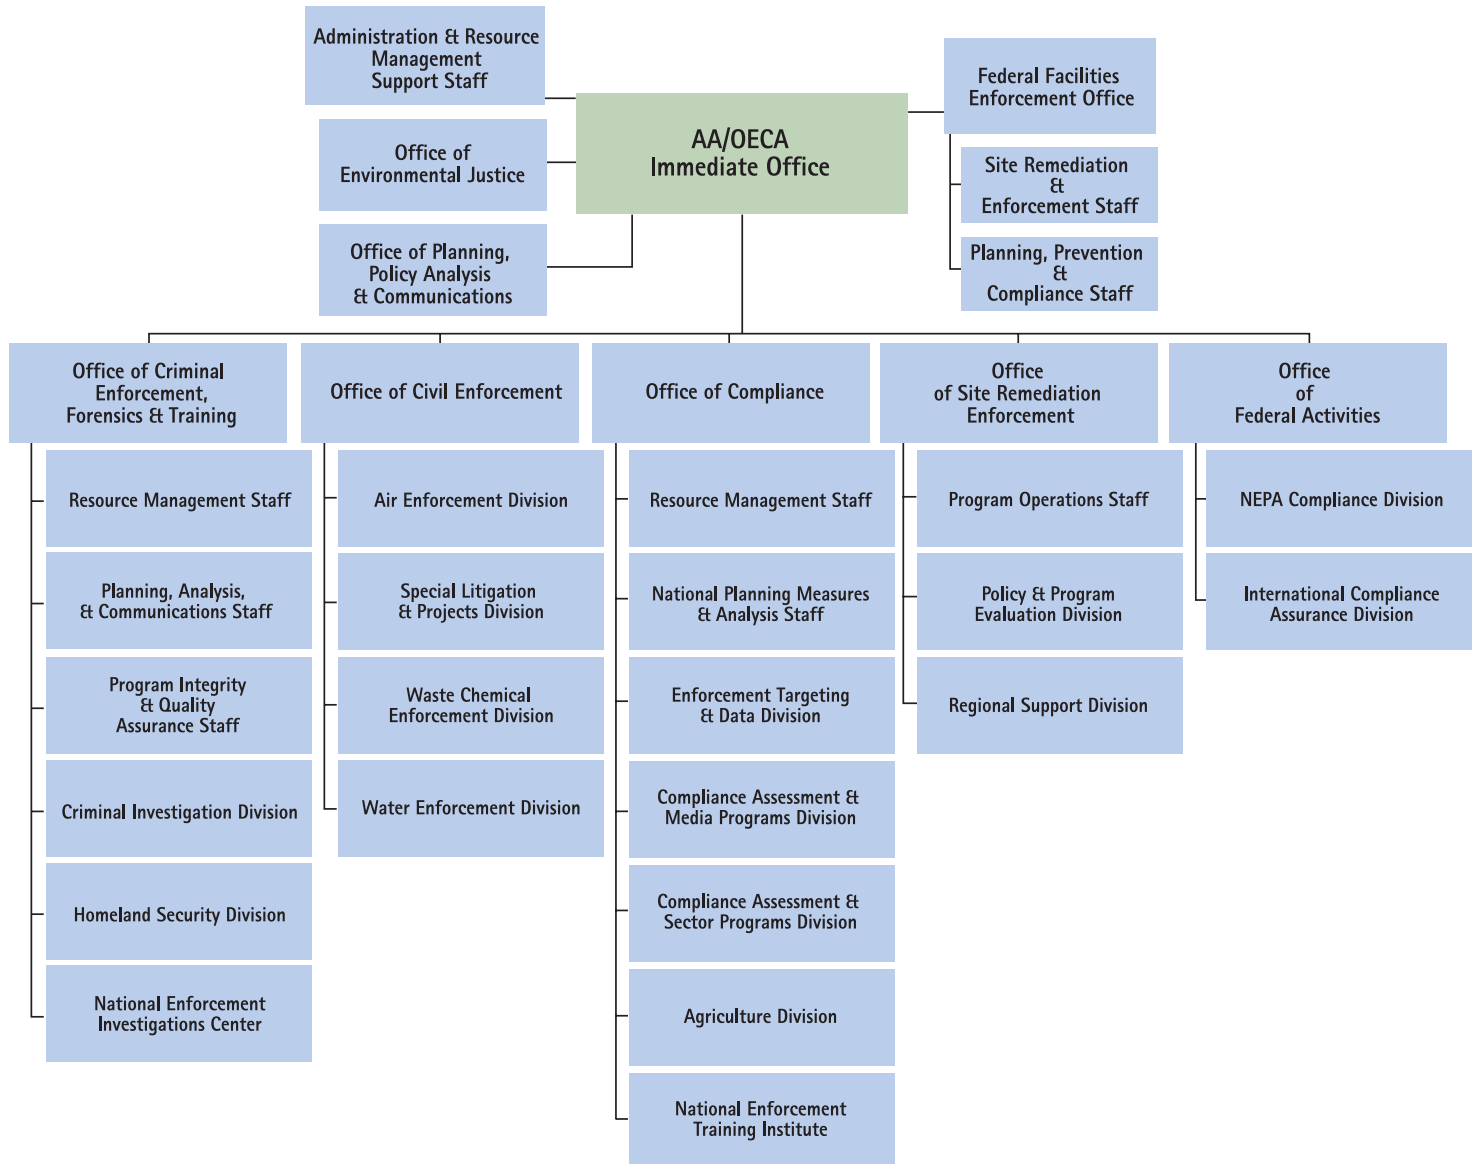 Administration & Resource
Management
Support Staff
Office of
Environmental Justice
Office of Planning,
Policy Analysis
& Communications
AA/OECA
Immediate Office
Federal Facilities
Enforcement Office
Site Remediation
&
Enforcement Staff
Planning, Prevention
&
Compliance Staff
Office of Criminal
Enforcement,
Forensics & Training
Resource Management Staff
Planning, Analysis,
& Communications Staff
Program Integrity
& Quality
Assurance Staff
Criminal Investigation Division
Homeland Security Division
National Enforcement
Investigations Center
Office of Civil Enforcement
Air Enforcement Division
Special Litigation
& Projects Division
Waste Chemical
Enforcement Division
Water Enforcement Division
Office of Compliance
Resource Management Staff
National Planning Measures
& Analysis Staff
Enforcement Targeting
& Data Division
Compliance Assessment &
Media Programs Division
Compliance Assessment &
Sector Programs Division
Agriculture Division
National Enforcement
Training Institute
Office
of Site Remediation
Enforcement
Program Operations Staff
Policy & Program
Evaluation Division
Regional Support Division
Office
of
Federal Activities
NEPA Compliance Division
International Compliance
Assurance Division